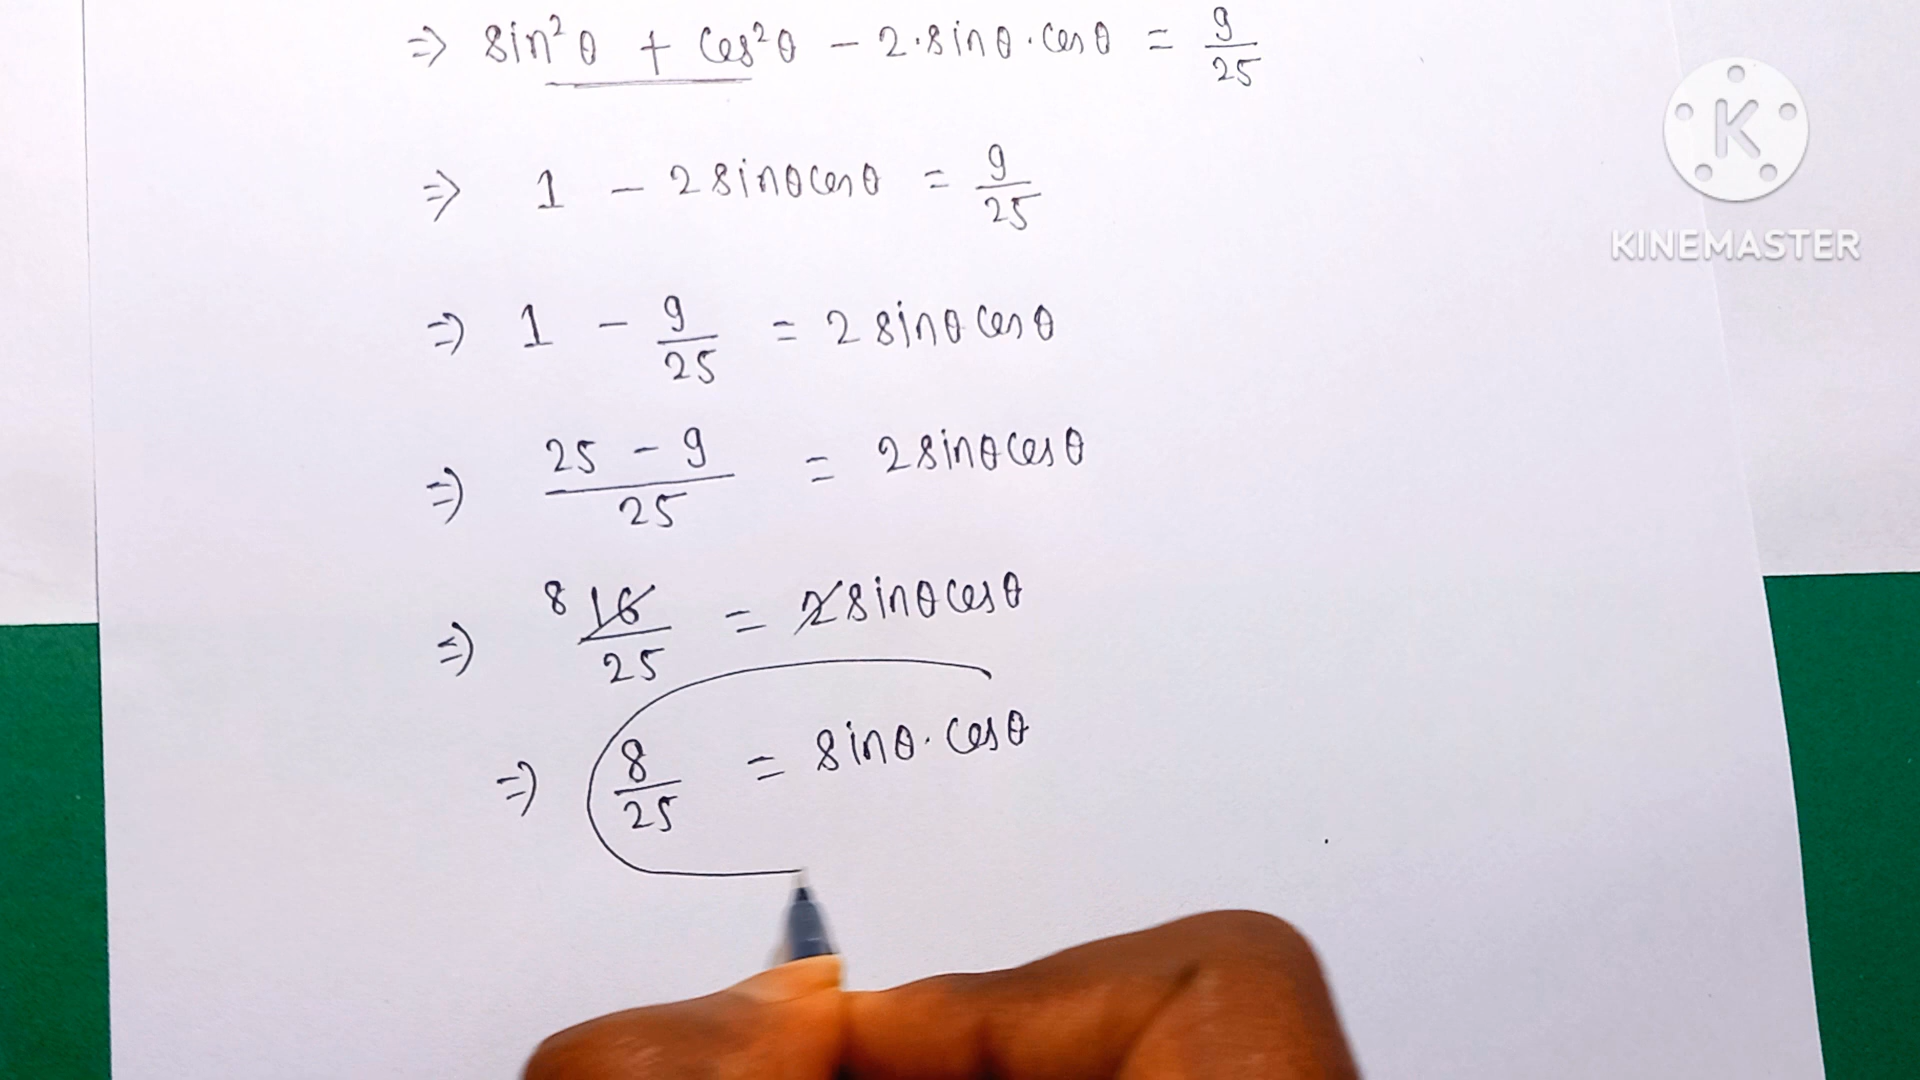 ⇒ sin²θ + cos²θ - 2·sinθ·cosθ = 9/25
⇒ 1 - 2sinθcosθ = 9/25
⇒ 1 - 9/25 = 2sinθcosθ
⇒ 25 - 9/25 = 2sinθcosθ
⇒ 8 16/25 = 2sinθcosθ
⇒ 8/25 = sinθ·cosθ
K
KINEMASTER